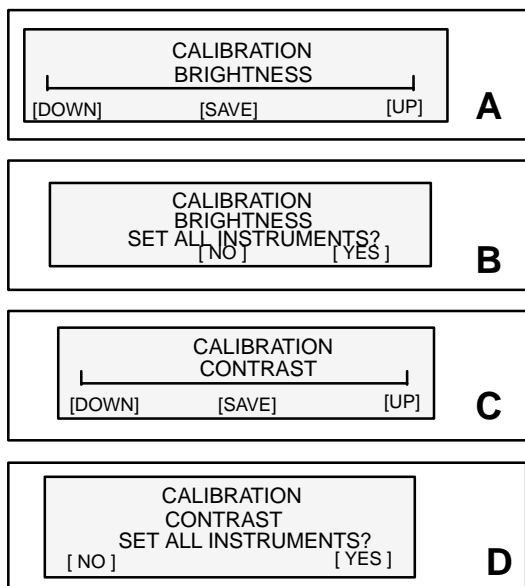 CALIBRATION
BRIGHTNESS
[DOWN] [SAVE] [UP]
A
CALIBRATION
BRIGHTNESS
SET ALL INSTRUMENTS?
[ NO ] [ YES ]
B
CALIBRATION
CONTRAST
[DOWN] [SAVE] [UP]
C
CALIBRATION
CONTRAST
SET ALL INSTRUMENTS?
[ NO ] [ YES ]
D